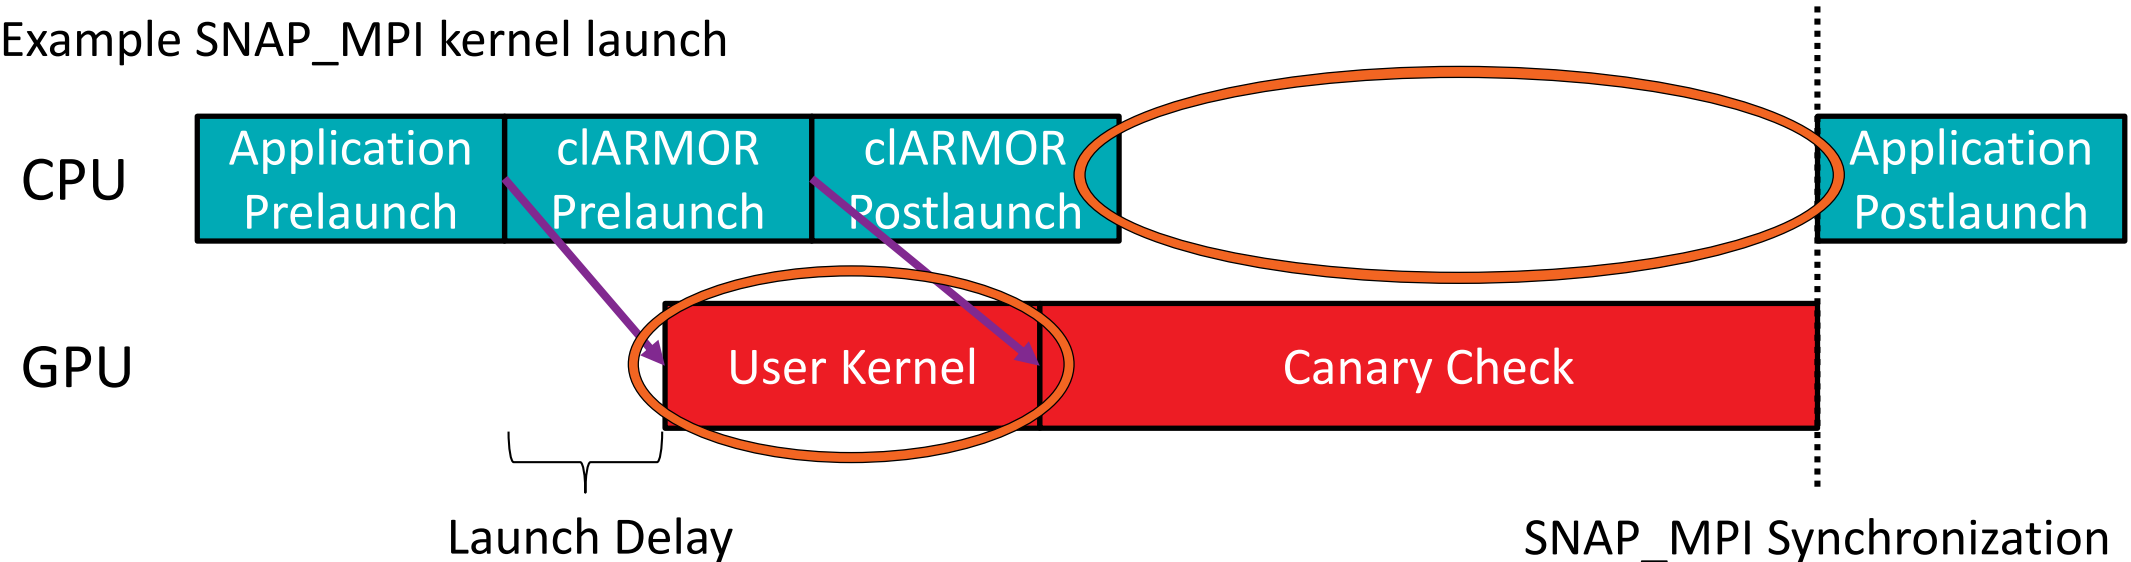 Example SNAP_MPI kernel launch
CPU
Application
Prelaunch
clARMOR
Prelaunch
clARMOR
Postlaunch
Application
Postlaunch
GPU
User Kernel
Canary Check
Launch Delay
SNAP_MPI Synchronization